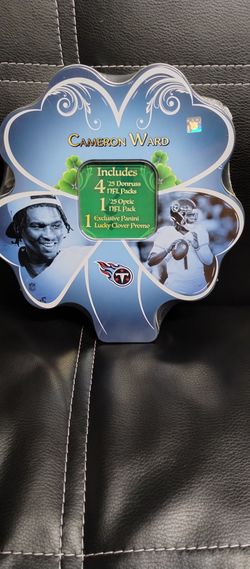 CAMERON WARD
Includes
4 '25 Donruss
NFL Packs
1 '25 Optic
NFL Pack
1 Exclusive Panini
Lucky Clover Promo